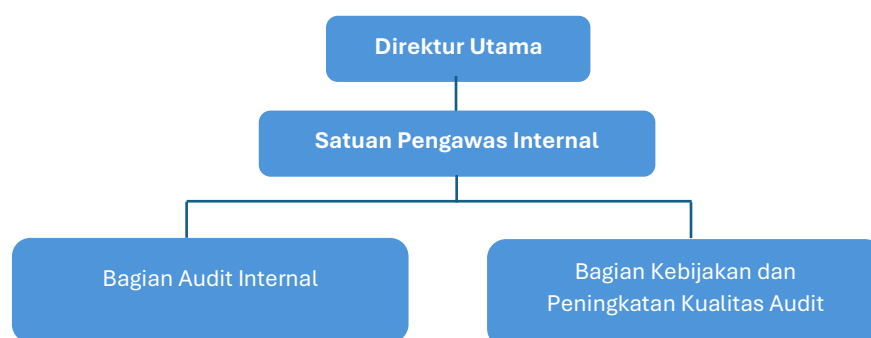 Direktur Utama
Satuan Pengawas Internal
Bagian Audit Internal
Bagian Kebijakan dan
Peningkatan Kualitas Audit